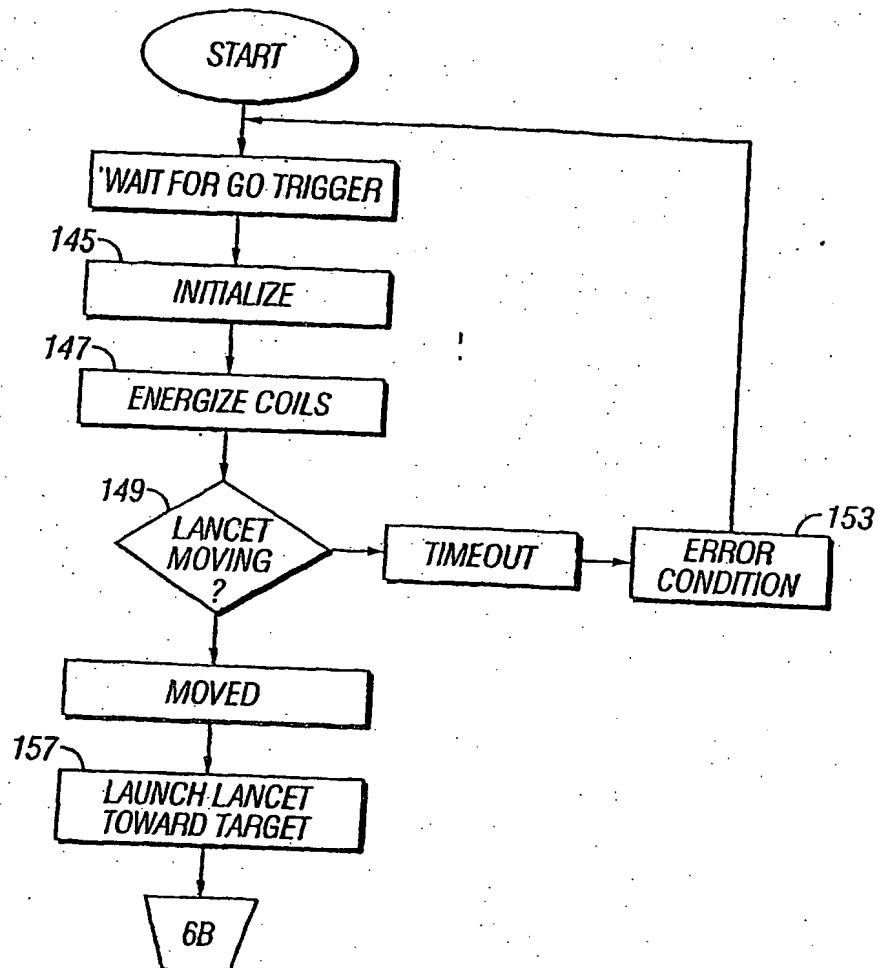 START
WAIT FOR GO TRIGGER
145
INITIALIZE
147
ENERGIZE COILS
149
LANCET
MOVING
?
TIMEOUT
ERROR
CONDITION
153
MOVED
157
LAUNCH LANCET
TOWARD TARGET
6B